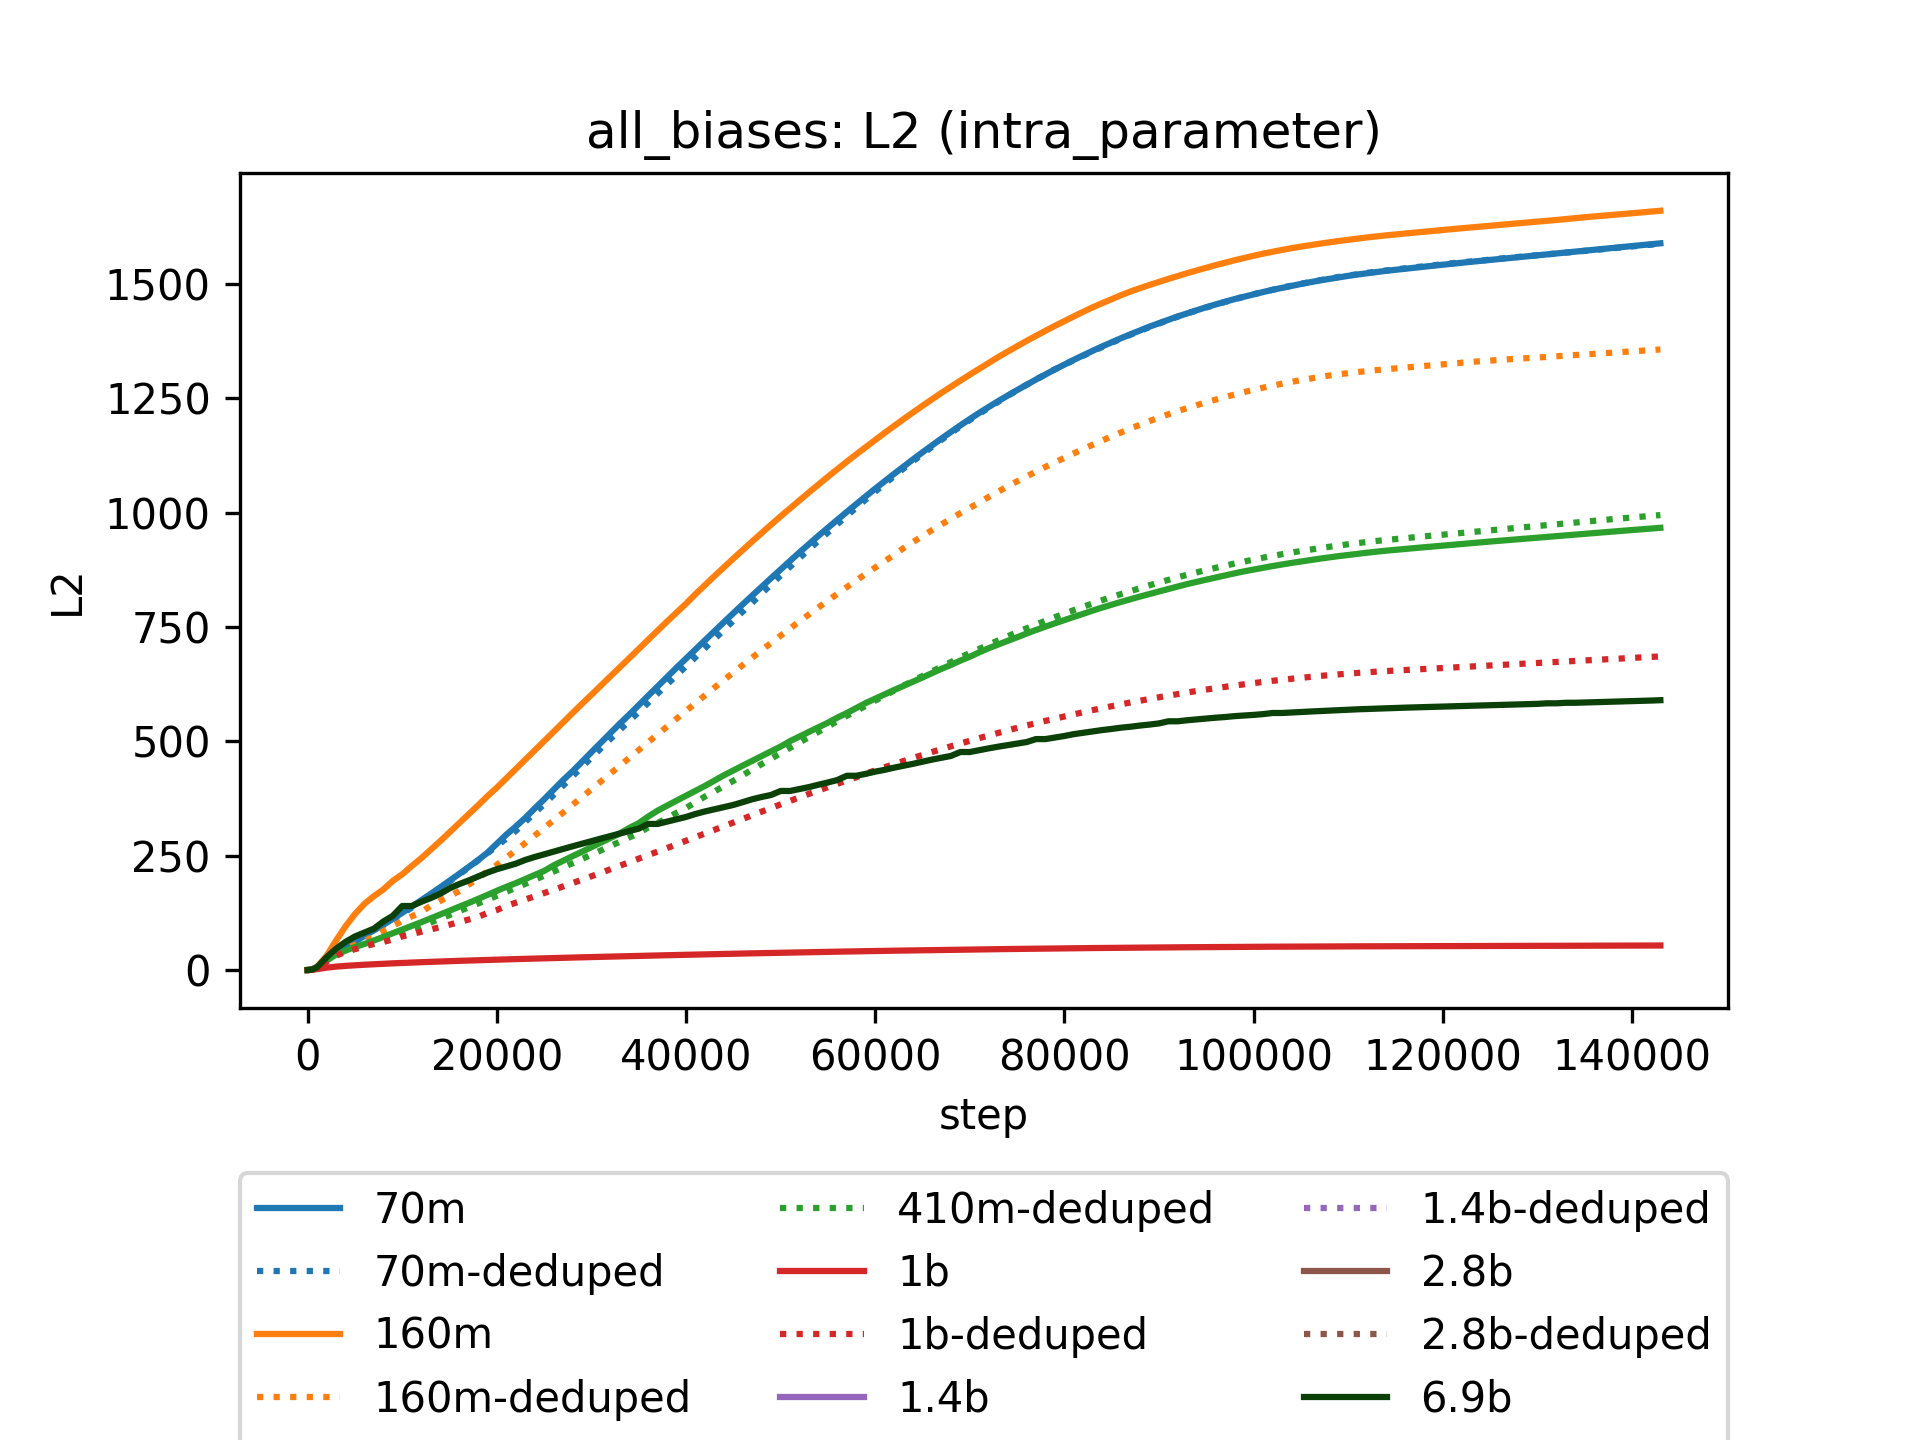 all_biases: L2 (intra_parameter)
1500
1250
1000
750
500
250
0
L2
0 20000 40000 60000 80000 100000 120000 140000
step
70m 410m-deduped 1.4b-deduped
70m-deduped 1b 2.8b
160m 1b-deduped 2.8b-deduped
160m-deduped 1.4b 6.9b